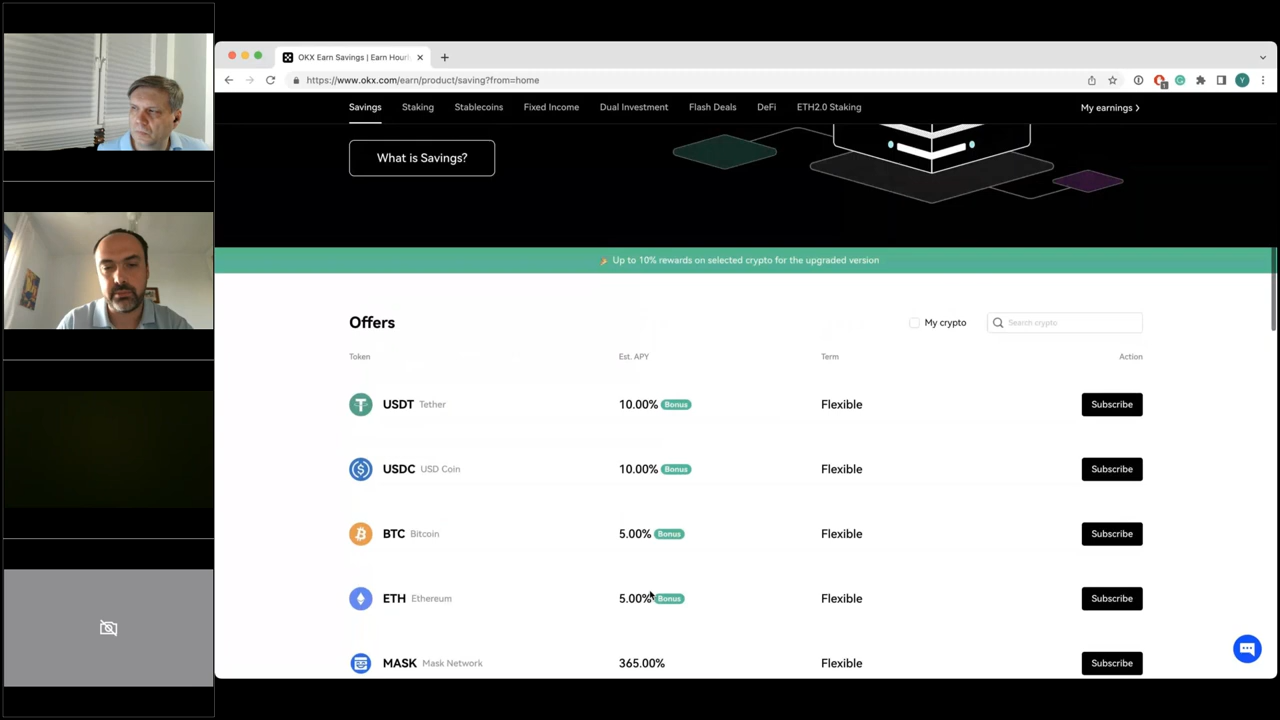 OKX Earn Savings | Earn Hourl
https://www.okx.com/earn/product/saving?from=home
1
Y
Savings Staking Stablecoins Fixed Income Dual Investment Flash Deals DeFi ETH2.0 Staking My earnings
What is Savings?
Up to 10% rewards on selected crypto for the upgraded version
Offers My crypto Search crypto
Token Est. APY Term Action
USDT Tether 10.00% Bonus Flexible Subscribe
USDC USD Coin 10.00% Bonus Flexible Subscribe
BTC Bitcoin 5.00% Bonus Flexible Subscribe
ETH Ethereum 5.00% Bonus Flexible Subscribe
MASK Mask Network 365.00% Flexible Subscribe